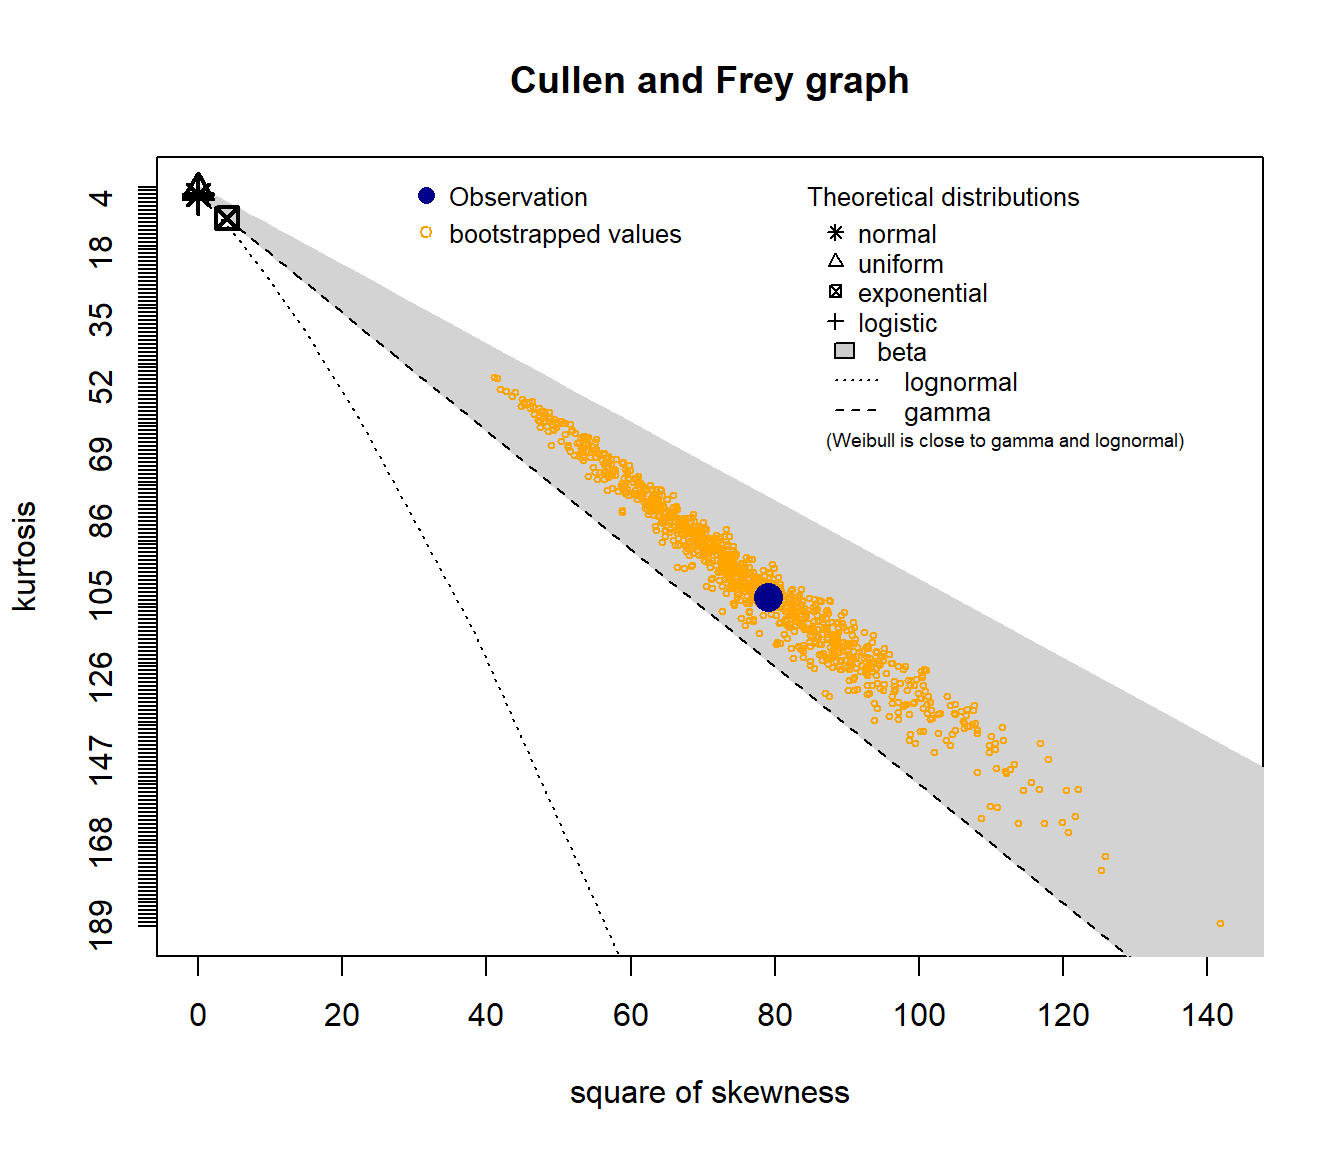 Cullen and Frey graph
Observation
bootstrapped values
Theoretical distributions
normal
uniform
exponential
logistic
beta
lognormal
gamma
(Weibull is close to gamma and lognormal)
kurtosis
4
18
35
52
69
86
105
126
147
168
189
0 20 40 60 80 100 120 140
square of skewness